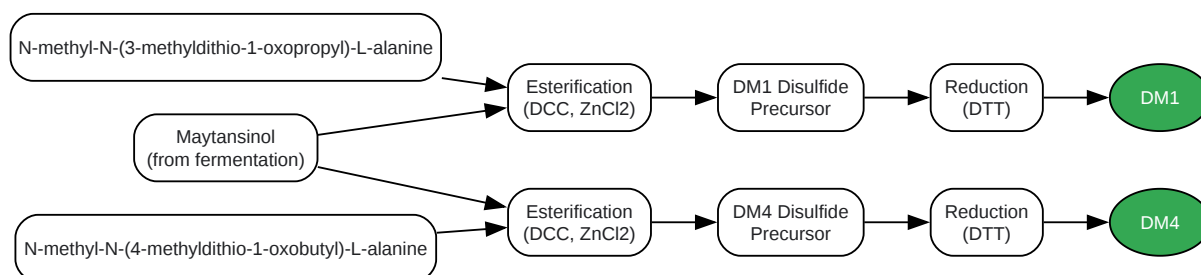 N-methyl-N-(3-methyldithio-1-oxopropyl)-L-alanine
Esterification
(DCC, ZnCl2)
DM1 Disulfide
Precursor
Reduction
(DTT)
DM1
Maytansinol
(from fermentation)
Esterification
(DCC, ZnCl2)
DM4 Disulfide
Precursor
Reduction
(DTT)
DM4
N-methyl-N-(4-methyldithio-1-oxobutyl)-L-alanine